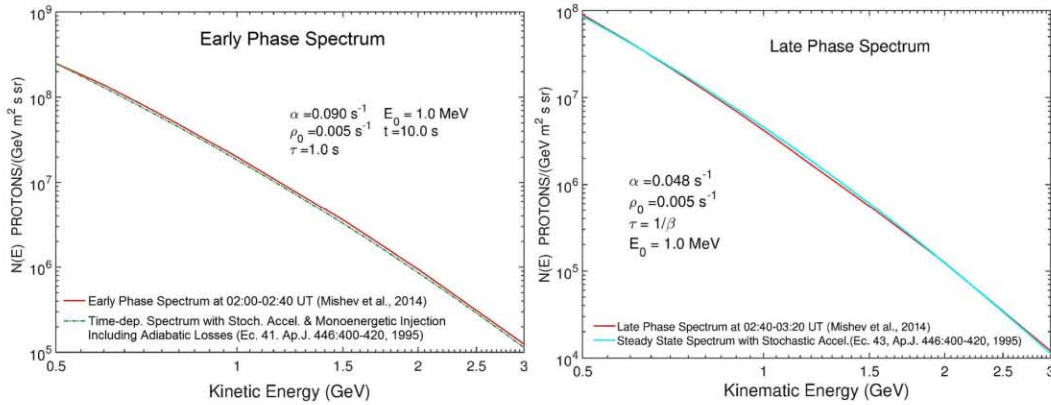 Early Phase Spectrum
10^9
10^8
10^7
10^6
10^5
N(E) PROTONS/(GeV m^2 s sr)
α =0.090 s^-1 E_0 = 1.0 MeV
ρ_0 =0.005 s^-1 t =10.0 s
τ =1.0 s
Early Phase Spectrum at 02:00-02:40 UT (Mishev et al., 2014)
Time-dep. Spectrum with Stoch. Accel. & Monoenergetic Injection
Including Adiabatic Losses (Ec. 41. Ap.J. 446:400-420, 1995)
0.5 1 1.5 2 2.5 3
Kinetic Energy (GeV)
Late Phase Spectrum
10^8
10^7
10^6
10^5
10^4
N(E) PROTONS/(GeV m^2 s sr)
α =0.048 s^-1
ρ_0 =0.005 s^-1
τ = 1/β
E_0 = 1.0 MeV
Late Phase Spectrum at 02:40-03:20 UT (Mishev et al., 2014)
Steady State Spectrum with Stochastic Accel.(Ec. 43, Ap.J. 446:400-420, 1995)
0.5 1 1.5 2 2.5 3
Kinematic Energy (GeV)